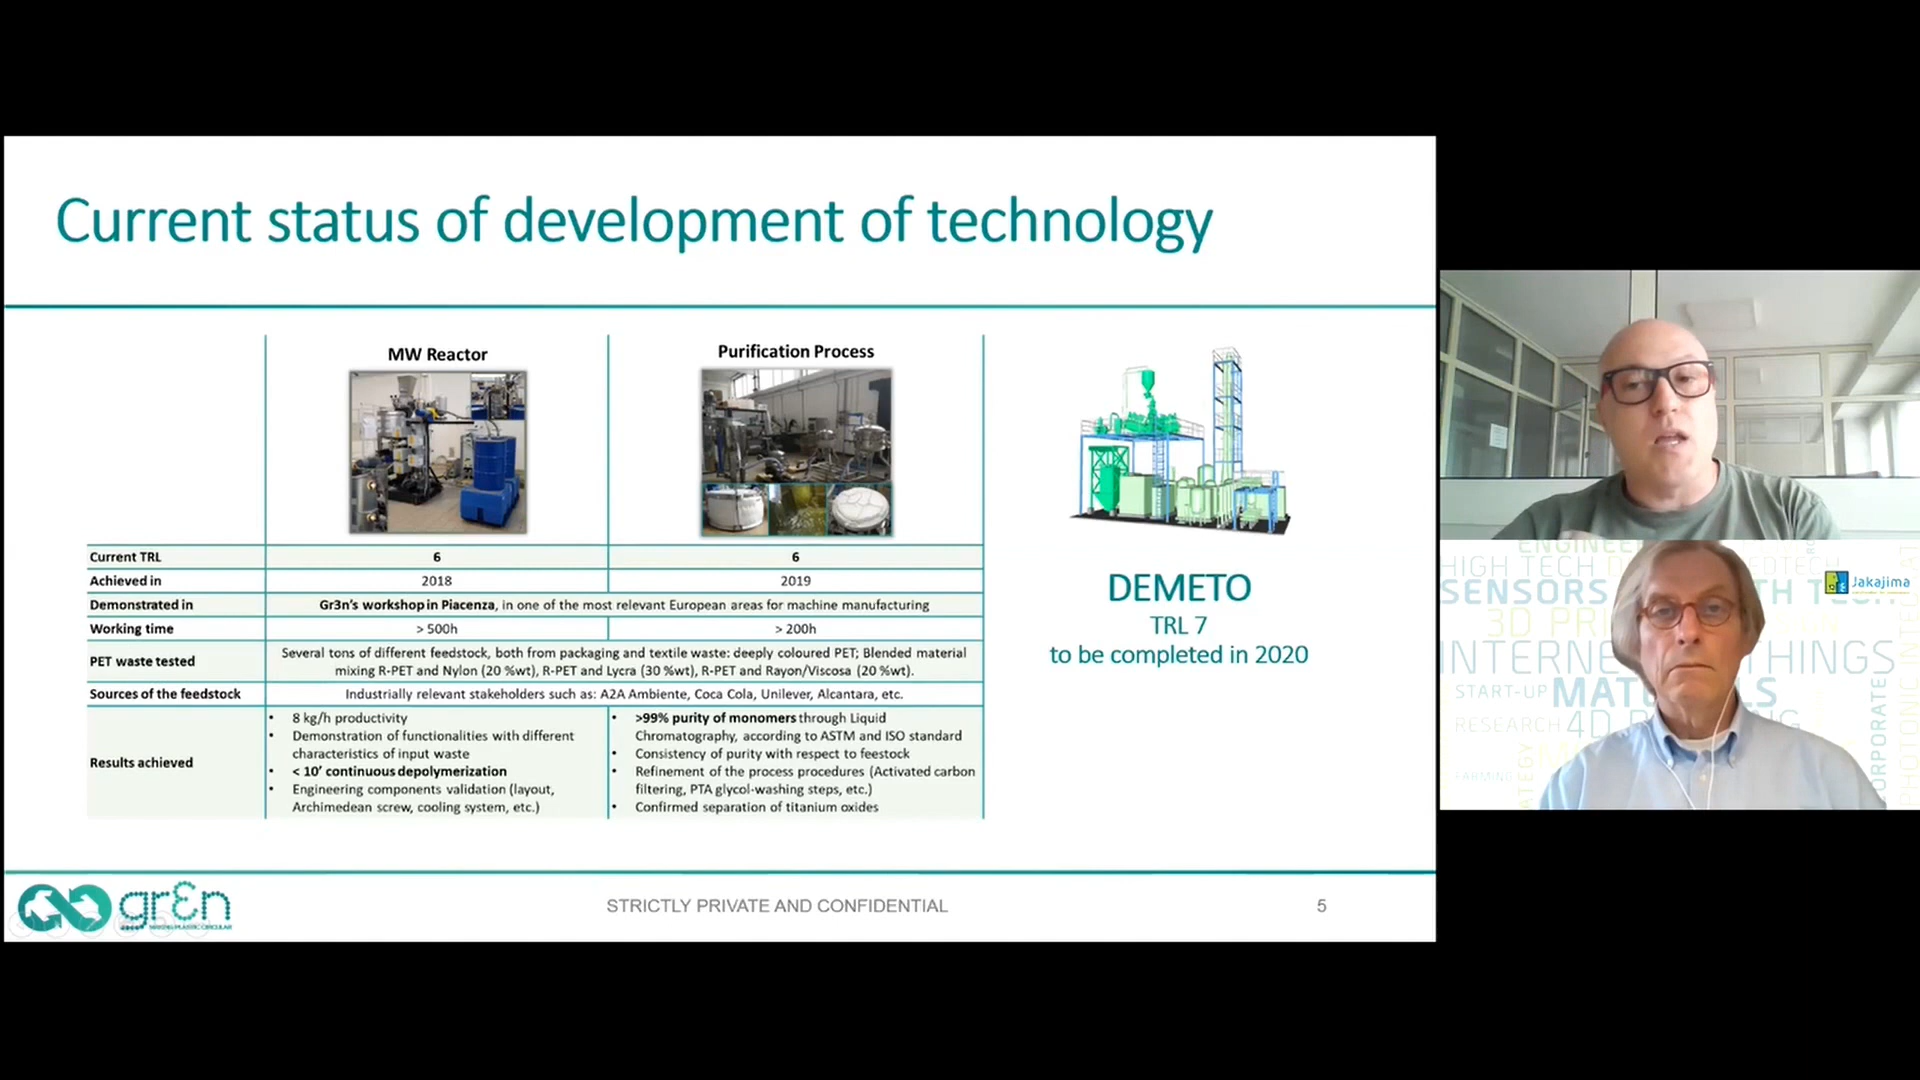 Current status of development of technology
MW Reactor
Purification Process
Current TRL
6
6
Achieved in
2018
2019
Demonstrated in
Gr3n's workshop in Piacenza, in one of the most relevant European areas for machine manufacturing
Working time
> 500h
> 200h
PET waste tested
Several tons of different feedstock, both from packaging and textile waste: deeply coloured PET; Blended material
mixing R-PET and Nylon (20 %wt), R-PET and Lycra (30 %wt), R-PET and Rayon/Viscosa (20 %wt).
Sources of the feedstock
Industrially relevant stakeholders such as: A2A Ambiente, Coca Cola, Unilever, Alcantara, etc.
Results achieved
• 8 kg/h productivity
• Demonstration of functionalities with different
characteristics of input waste
• < 10' continuous depolymerization
• Engineering components validation (layout,
Archimedean screw, cooling system, etc.)
• >99% purity of monomers through Liquid
Chromatography, according to ASTM and ISO standard
• Consistency of purity with respect to feestock
• Refinement of the process procedures (Activated carbon
filtering, PTA glycol-washing steps, etc.)
• Confirmed separation of titanium oxides
DEMETO
TRL 7
to be completed in 2020
gr3n
MAKING PLASTIC CIRCULAR
STRICTLY PRIVATE AND CONFIDENTIAL
5
Jakajima
HIGH TECH
SENSORS
3D PRI
INTERNE
THINGS
START-UP
RESEARCH
4D
FARMING